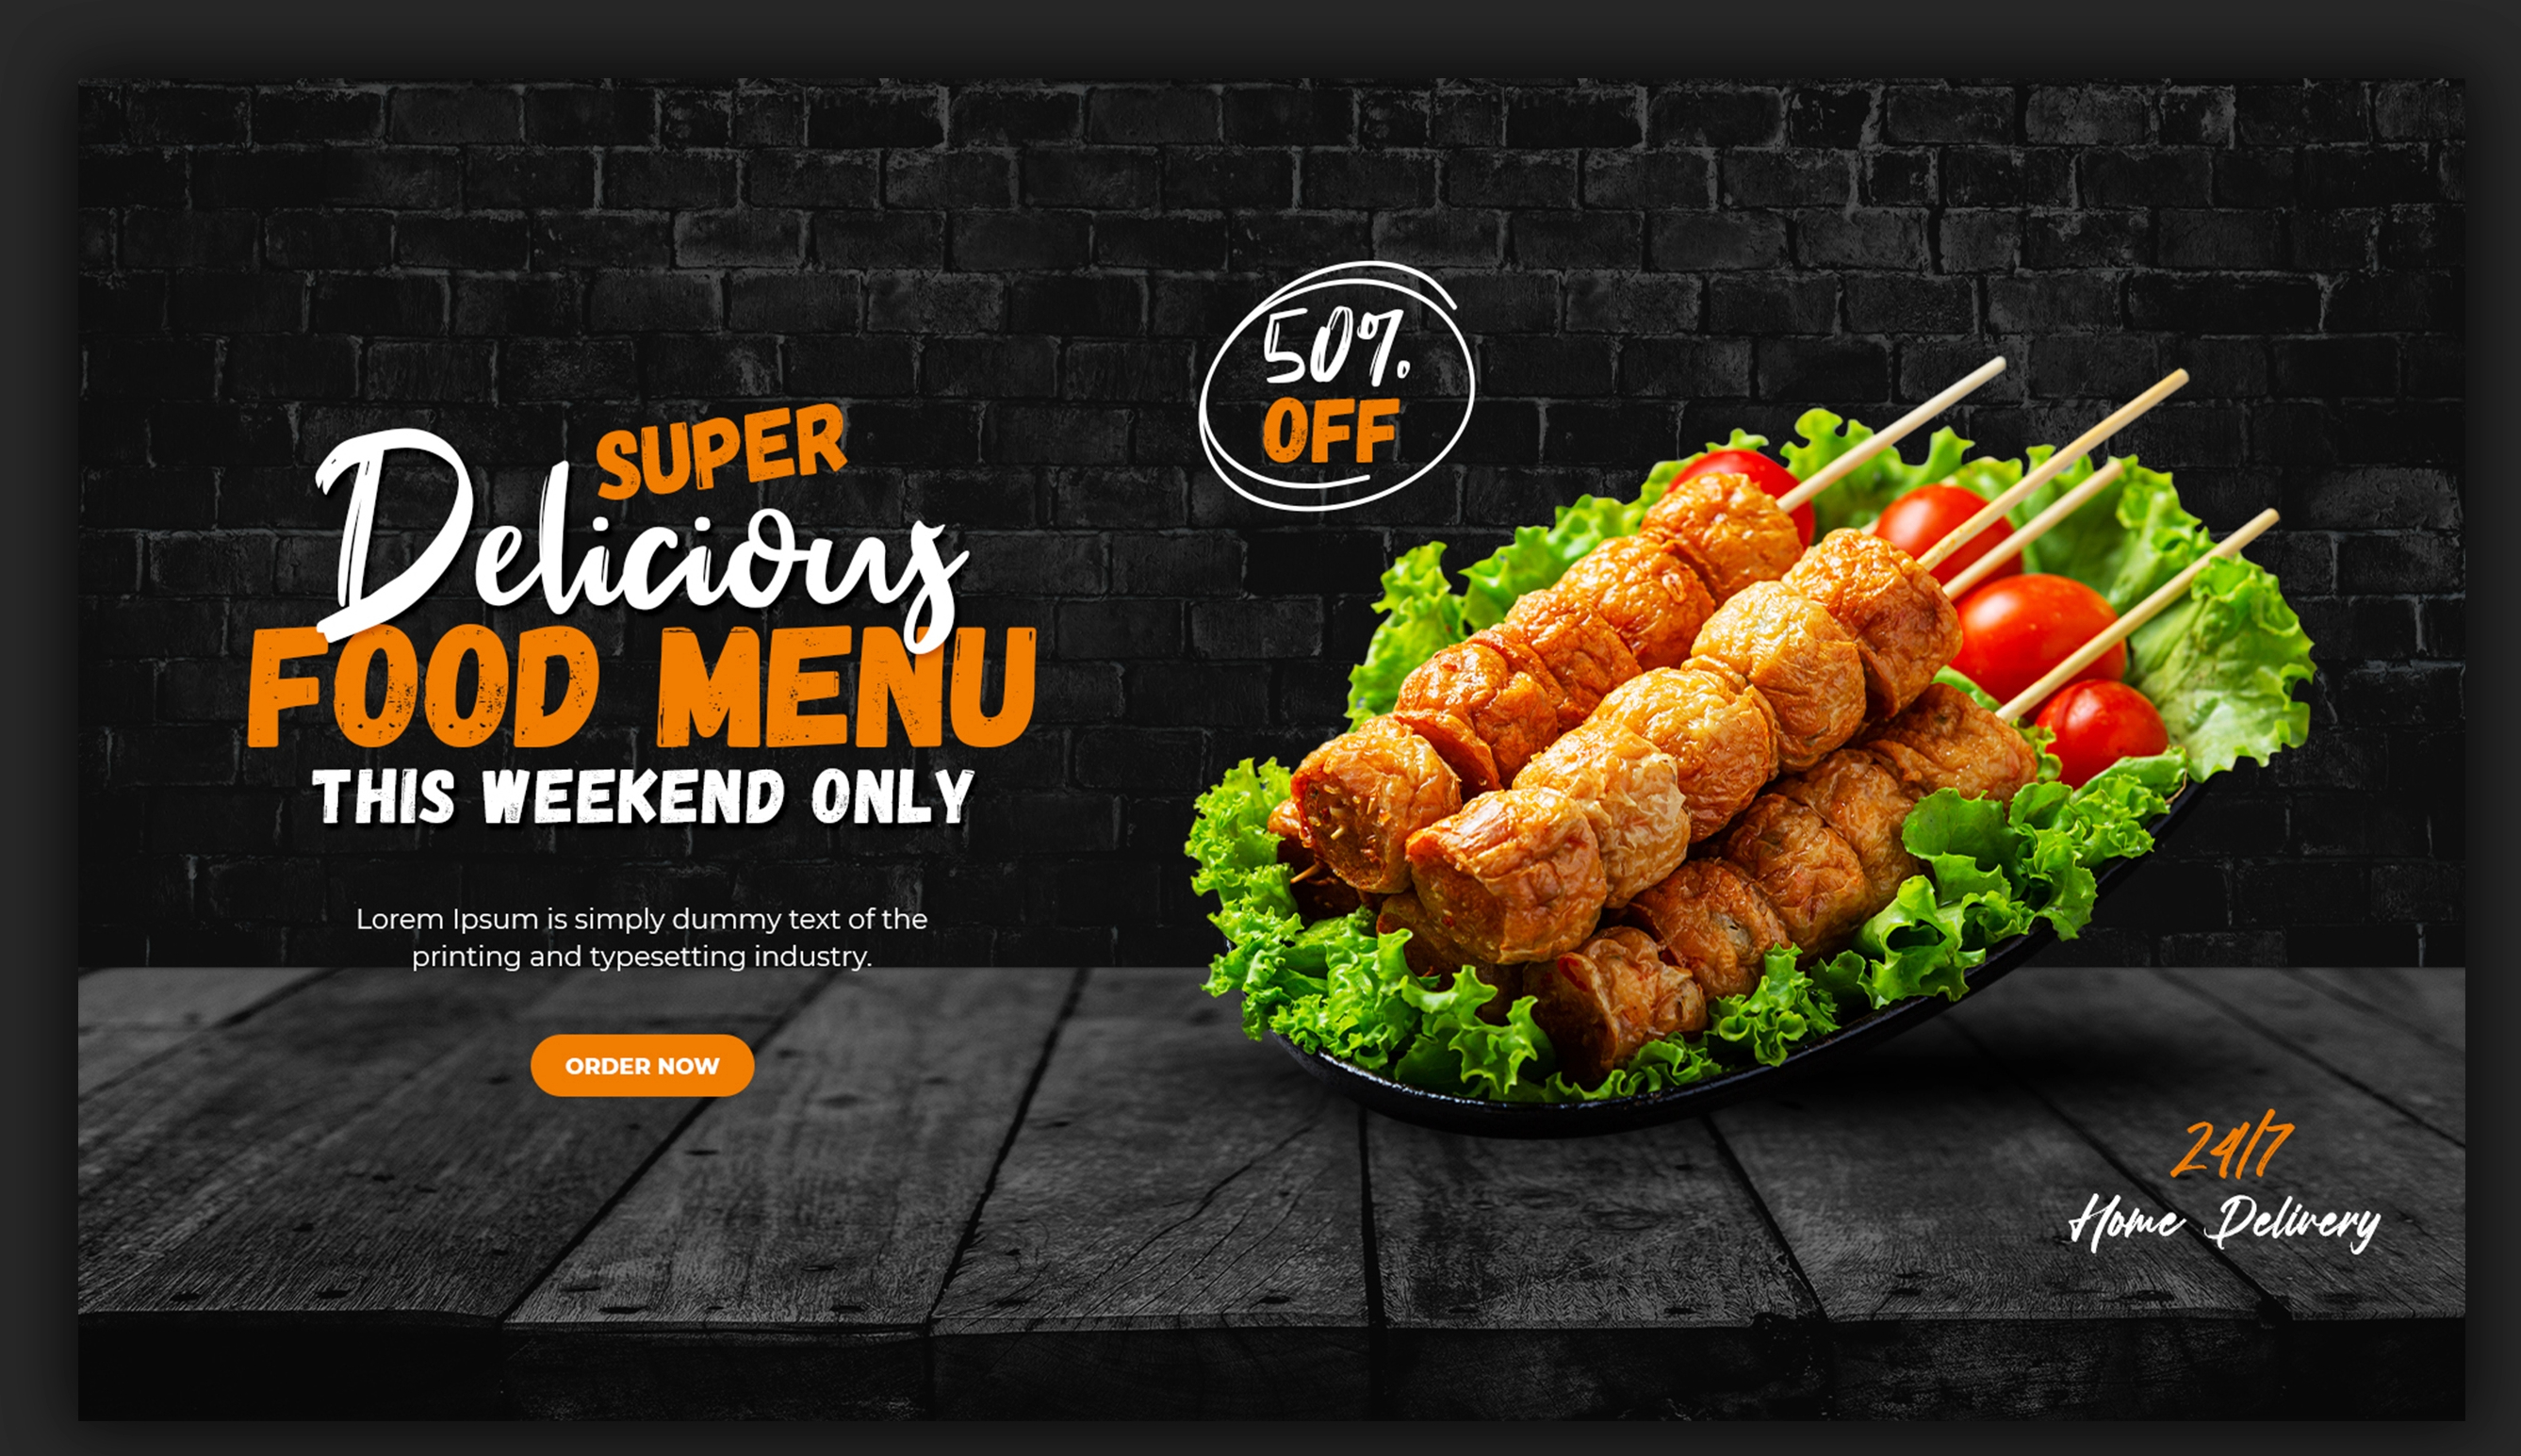 SUPER
Delicious
FOOD MENU
THIS WEEKEND ONLY
Lorem Ipsum is simply dummy text of the
printing and typesetting industry.
ORDER NOW
50%
OFF
24/7
Home Delivery